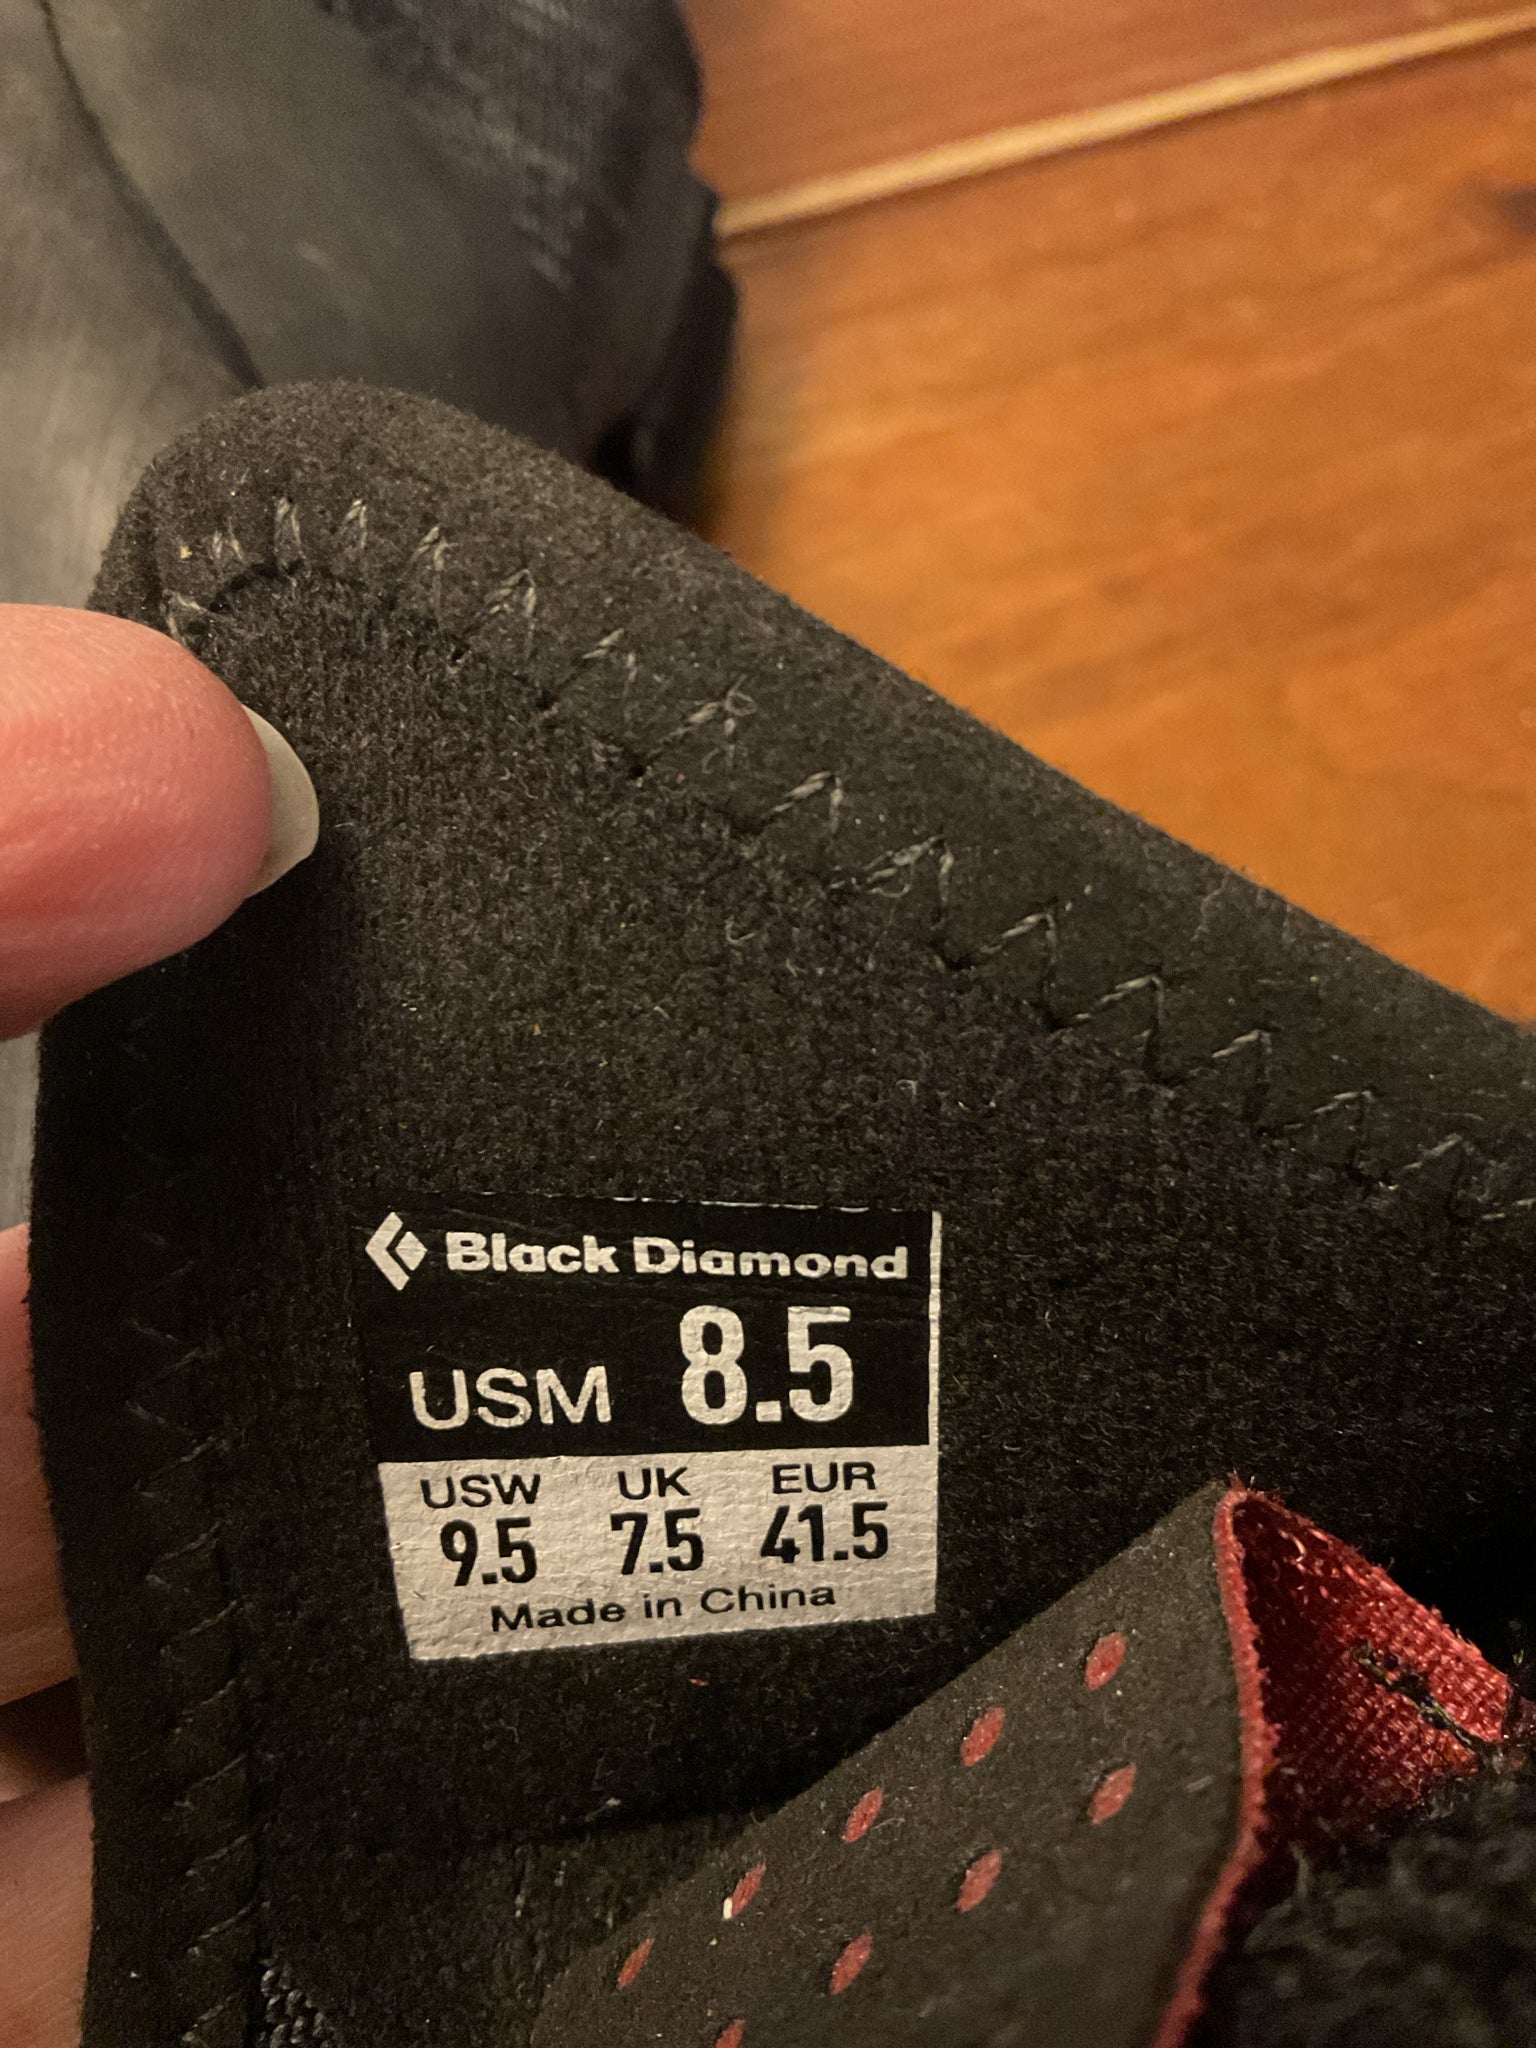 Black Diamond
USM 8.5
USW UK EUR
9.5 7.5 41.5
Made in China